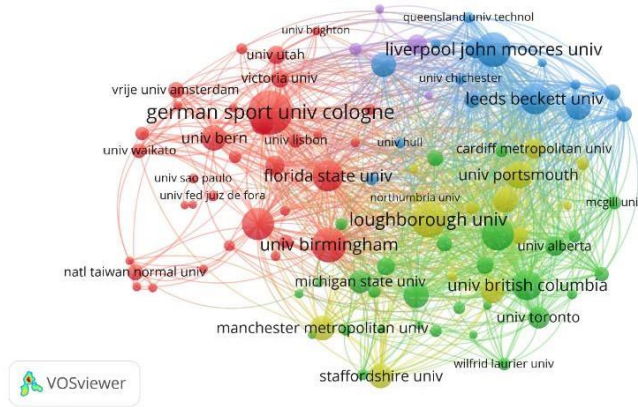 queensland univ technol
univ brighton
liverpool john moores univ
univ utah
victoria univ
univ chichester
vrije univ amsterdam
leeds beckett univ
german sport univ cologne
univ bern
univ lisbon
univ hull
cardiff metropolitan univ
univ waikato
florida state univ
univ portsmouth
univ sao paulo
univ fed juiz de fora
northumbria univ
mcgill uni
loughborough univ
univ birmingham
univ alberta
natl taiwan normal univ
michigan state univ
univ british columbia
univ toronto
manchester metropolitan univ
wilfrid laurier univ
staffordshire univ
VOSviewer